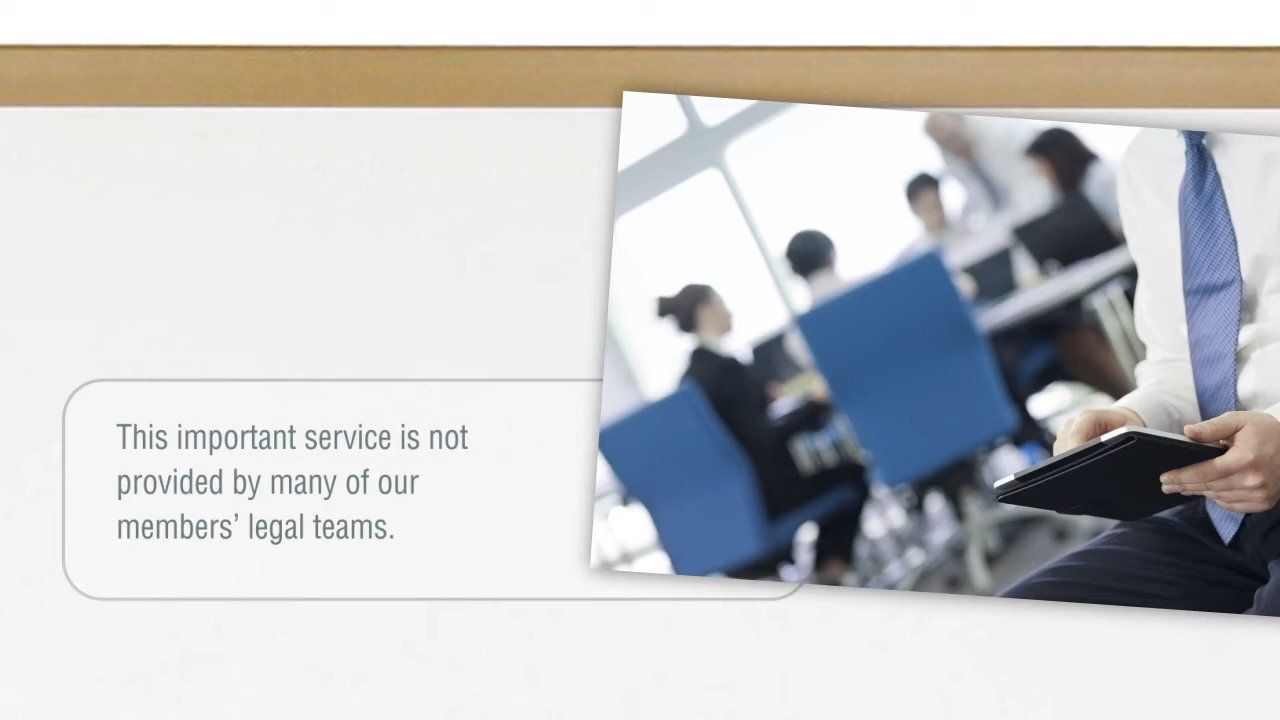 This important service is not
provided by many of our
members’ legal teams.